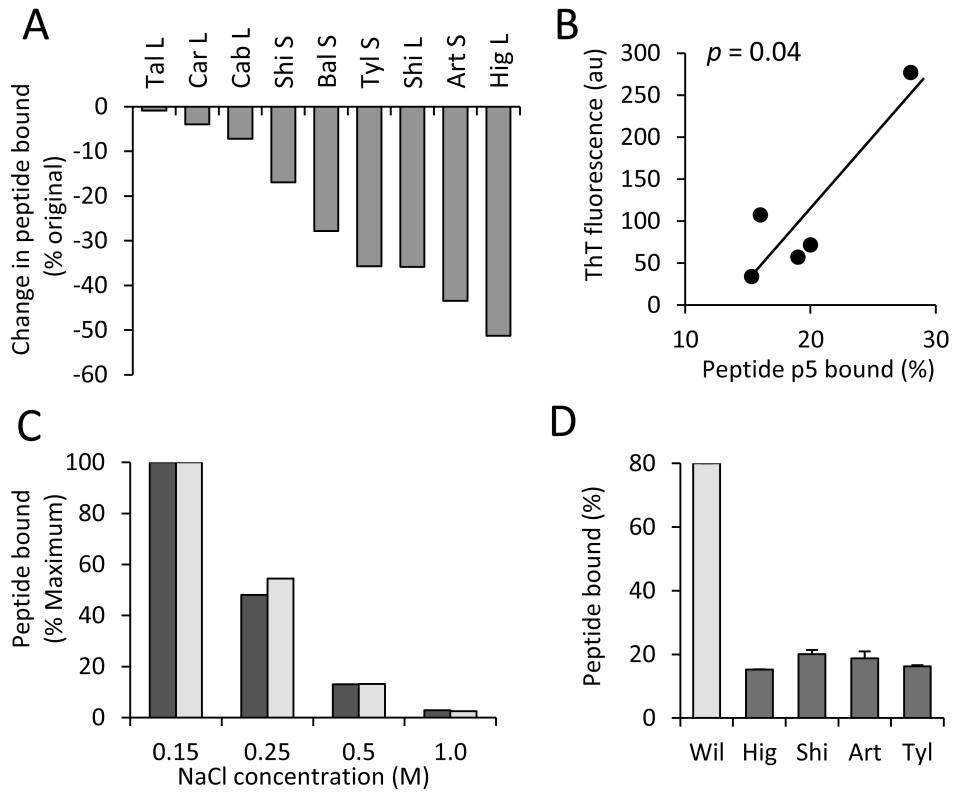 A
Tal L
Car L
Cab L
Shi S
Bal S
Tyl S
Shi L
Art S
Hig L
0
-10
-20
-30
-40
-50
-60
Change in peptide bound
(% original)
B
p = 0.04
300
250
200
150
100
50
0
ThT fluorescence (au)
10 20 30
Peptide p5 bound (%)
C
100
80
60
40
20
0
Peptide bound
(% Maximum)
0.15 0.25 0.5 1.0
NaCl concentration (M)
D
80
60
40
20
0
Peptide bound (%)
Wil Hig Shi Art Tyl